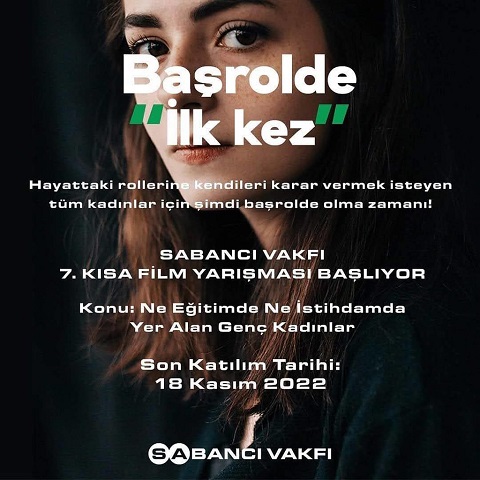 Başrolde
"İlk kez"
Hayattaki rollerine kendileri karar vermek isteyen
tüm kadınlar için şimdi başrolde olma zamanı!
SABANCI VAKFI
7. KISA FİLM YARIŞMASI BAŞLIYOR
Konu: Ne Eğitimde Ne İstihdamda
Yer Alan Genç Kadınlar
Son Katılım Tarihi:
18 Kasım 2022
SABANCI VAKFI